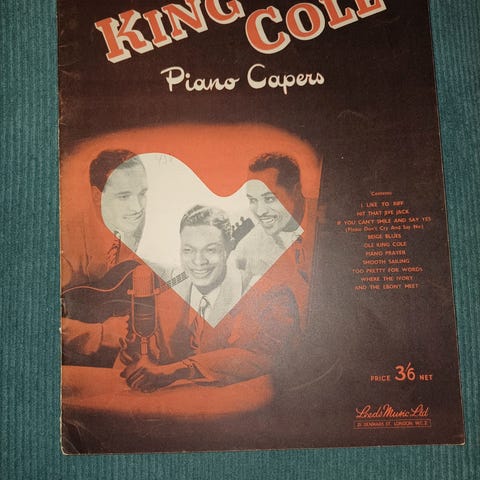 KING COLE
Piano Capers
Contents
I LIKE TO RIFF
HIT THAT JIVE JACK
IF YOU CAN'T SMILE AND SAY YES
(Please Don't Cry And Say No)
BEIGE BLUES
OLE KING COLE
PIANO PRAYER
SMOOTH SAILING
TOO PRETTY FOR WORDS
WHERE THE IVORY
AND THE EBONY MEET
PRICE 3/6 NET
Leeds Music Ltd
21 DENMARK ST. LONDON. W.C.2